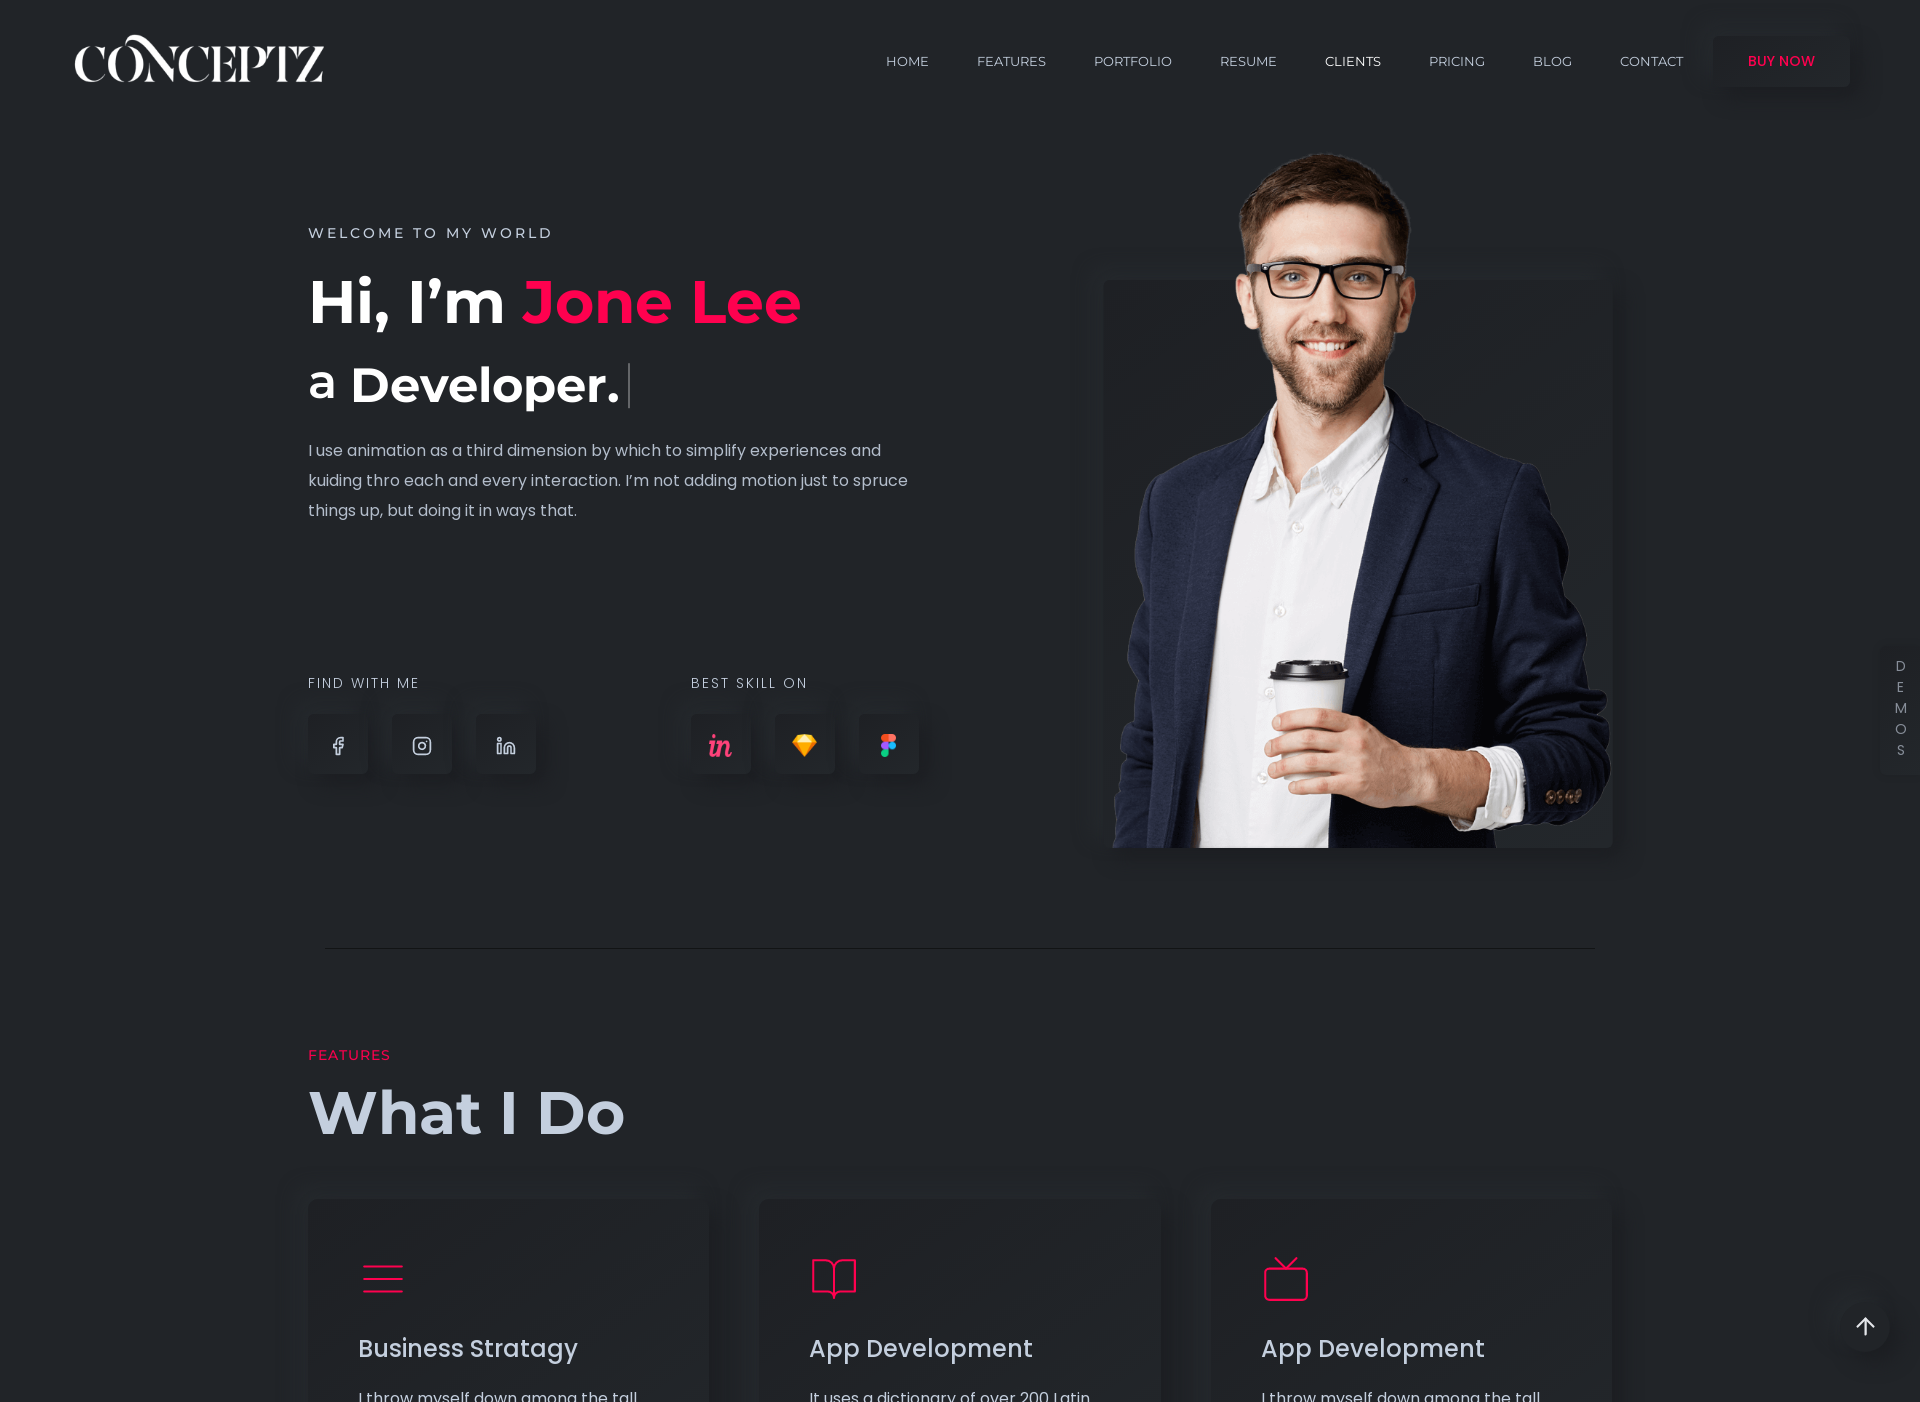 CONCEPTZ
HOME FEATURES PORTFOLIO RESUME CLIENTS PRICING BLOG CONTACT BUY NOW
WELCOME TO MY WORLD
Hi, I’m Jone Lee
a Developer.
I use animation as a third dimension by which to simplify experiences and
kuiding thro each and every interaction. I’m not adding motion just to spruce
things up, but doing it in ways that.
FIND WITH ME
BEST SKILL ON
in
in
DEMOS
FEATURES
What I Do
Business Stratagy
I throw myself down among the tall
App Development
It uses a dictionary of over 200 Latin
App Development
I throw myself down among the tall